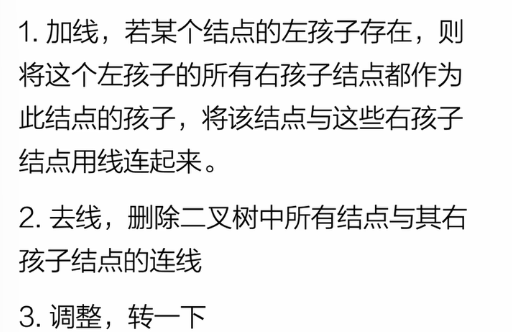 1. 加线，若某个结点的左孩子存在，则
将这个左孩子的所有右孩子结点都作为
此结点的孩子，将该结点与这些右孩子
结点用线连起来。
2. 去线，删除二叉树中所有结点与其右
孩子结点的连线
3. 调整，转一下